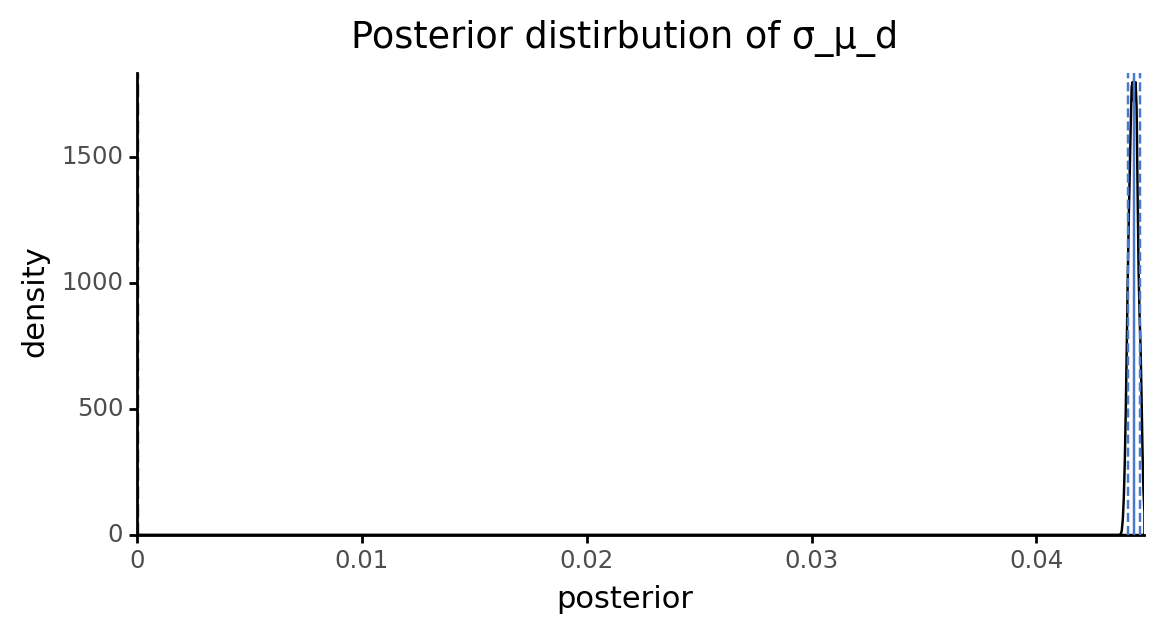 Posterior distirbution of σ_μ_d
density
1500
1000
500
0
0 0.01 0.02 0.03 0.04
posterior